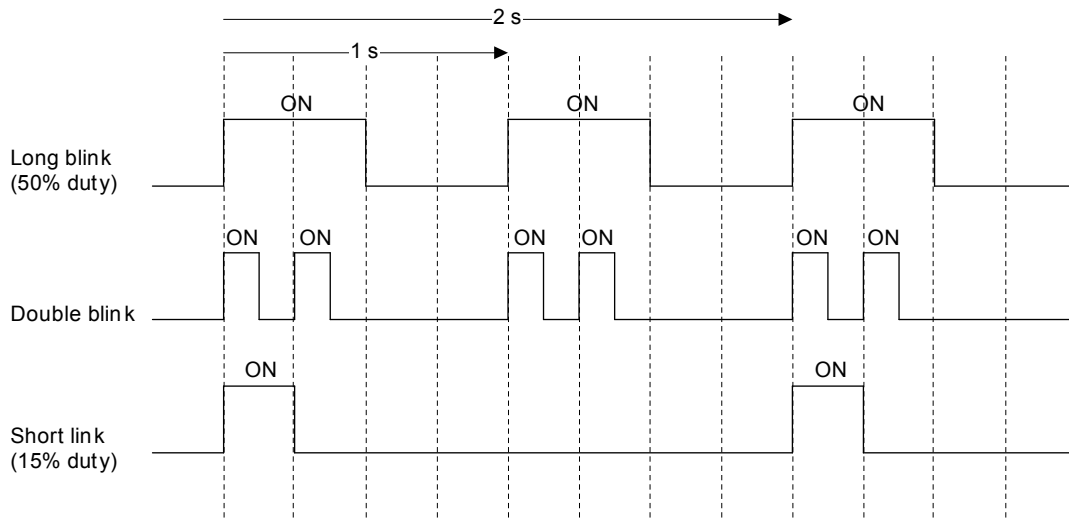 2 s
1 s
ON ON ON
Long blink
(50% duty)
ON ON ON ON ON ON
Double blink
ON ON
Short link
(15% duty)